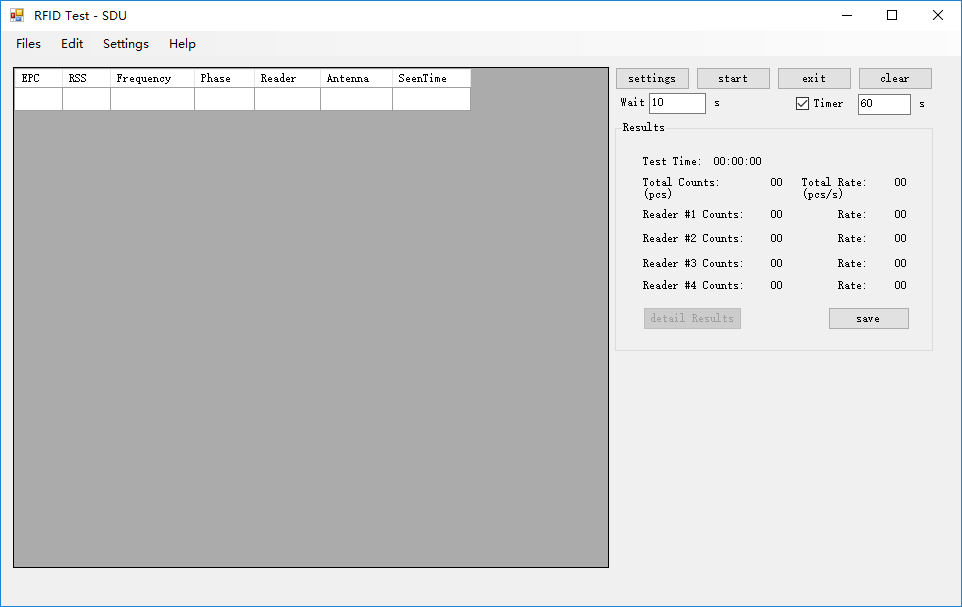 RFID Test - SDU
Files Edit Settings Help
EPC RSS Frequency Phase Reader Antenna SeenTime
settings start exit clear
Wait 10 s Timer 60 s
Results
Test Time: 00:00:00
Total Counts: 00 Total Rate: 00
(pcs) (pcs/s)
Reader #1 Counts: 00 Rate: 00
Reader #2 Counts: 00 Rate: 00
Reader #3 Counts: 00 Rate: 00
Reader #4 Counts: 00 Rate: 00
detail Results save